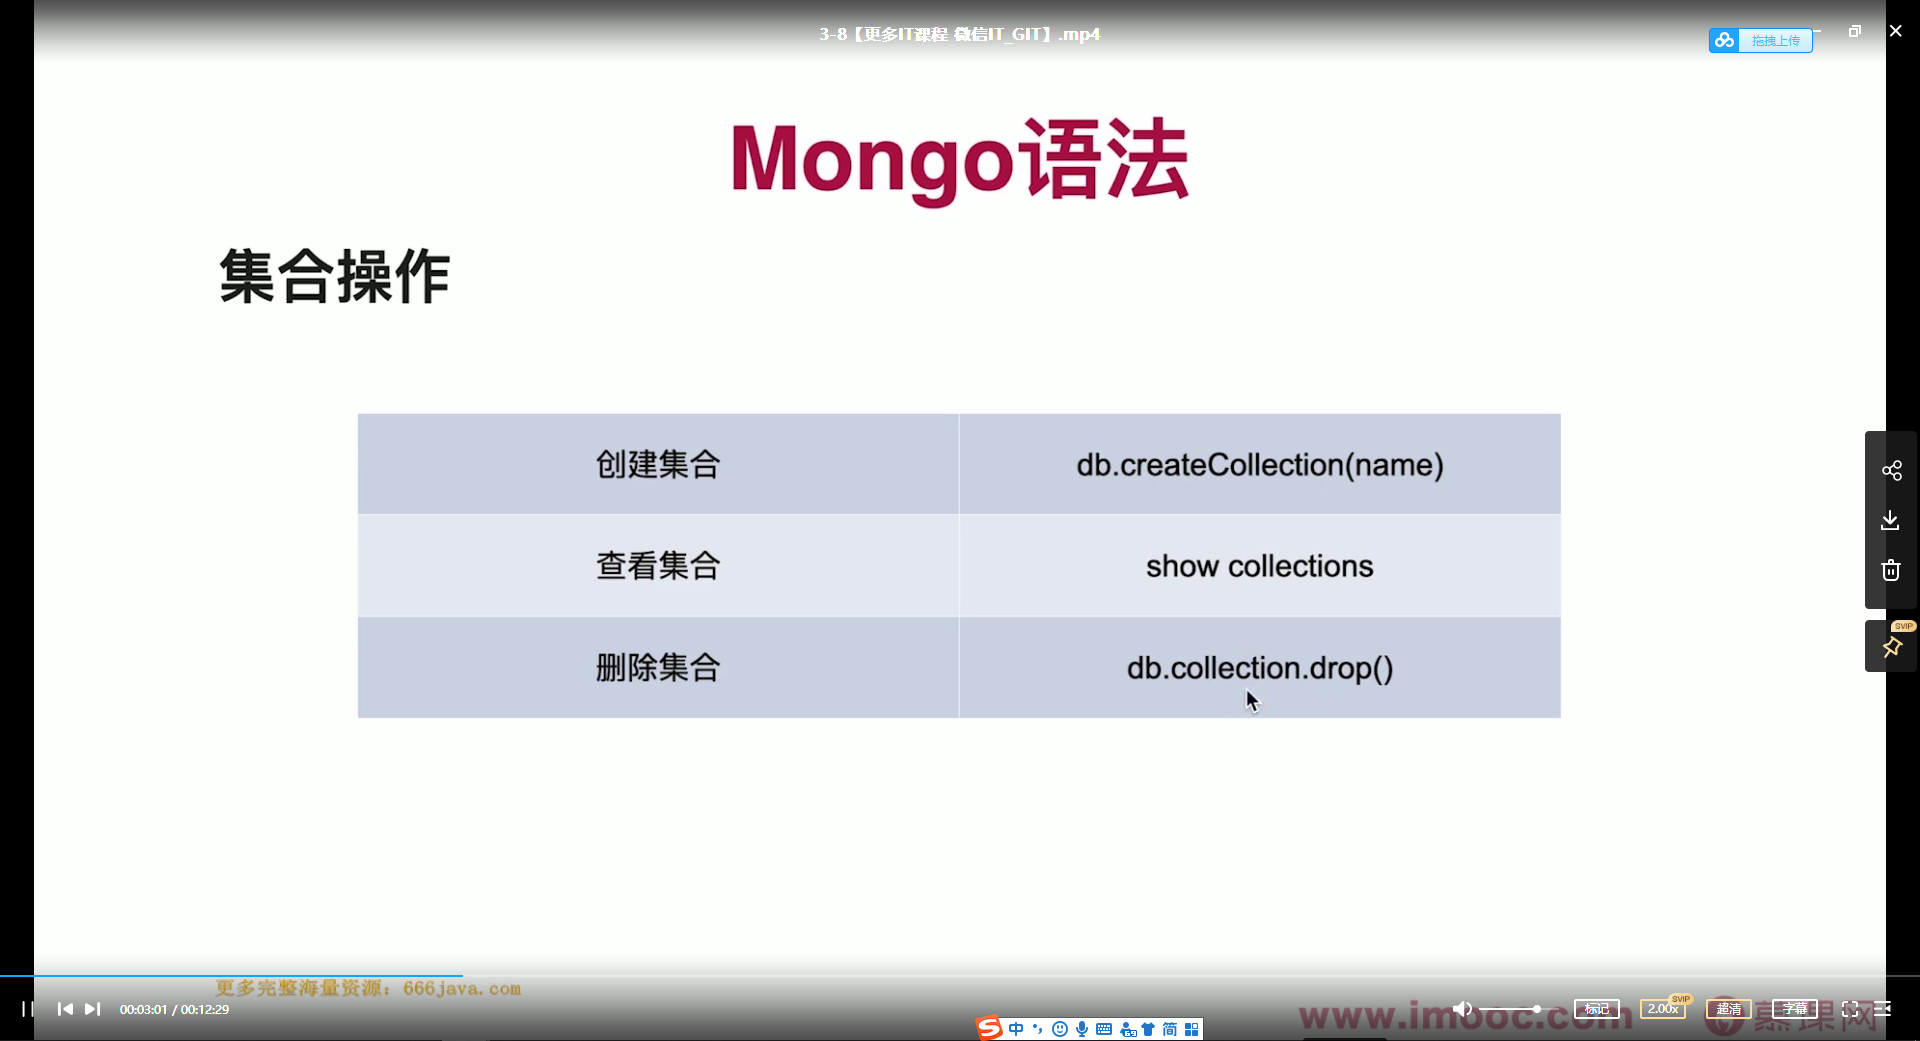 3-8【更多IT课程 微信IT_GIT】.mp4
拖拽上传
Mongo语法
集合操作
创建集合 db.createCollection(name)
查看集合 show collections
删除集合 db.collection.drop()
SVIP
更多完整海量资源：666java.com
00:03:01 / 00:12:29
中
简
www.imooc.com
标记
2.00x
SVIP
超清
字幕
慕课网